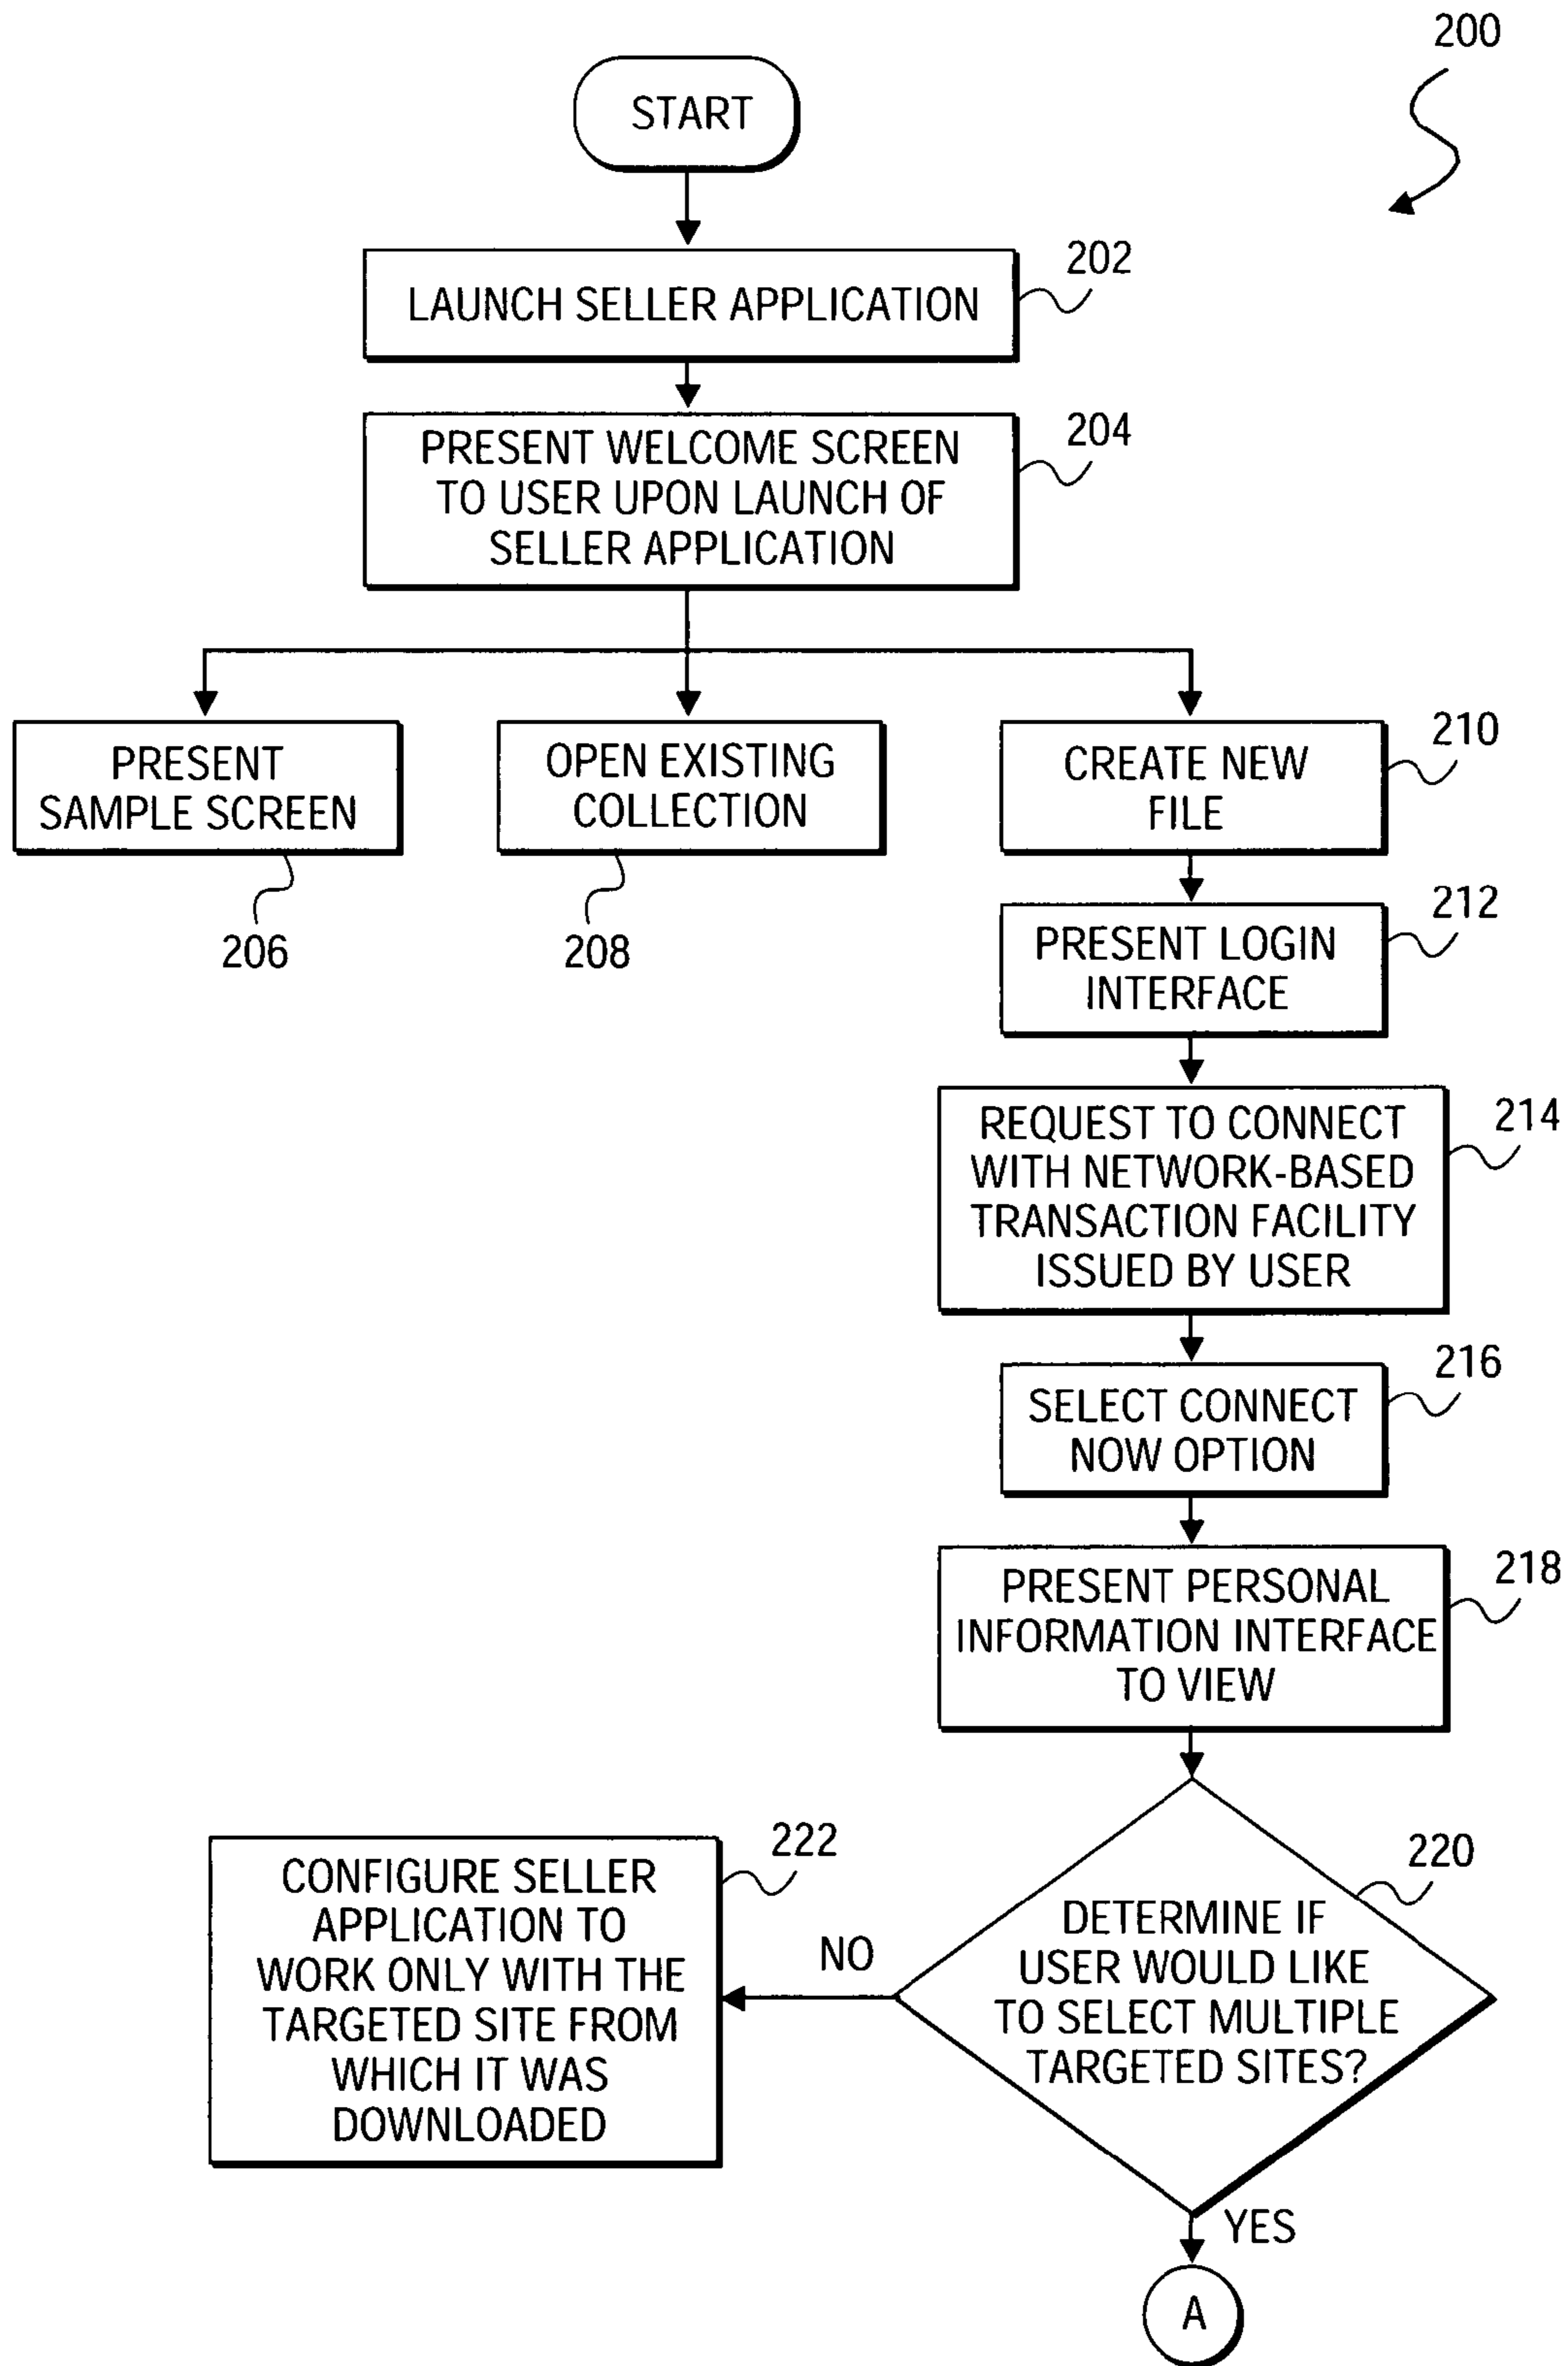 200
START
202
LAUNCH SELLER APPLICATION
204
PRESENT WELCOME SCREEN
TO USER UPON LAUNCH OF
SELLER APPLICATION
PRESENT
SAMPLE SCREEN
206
OPEN EXISTING
COLLECTION
208
210
CREATE NEW
FILE
212
PRESENT LOGIN
INTERFACE
214
REQUEST TO CONNECT
WITH NETWORK-BASED
TRANSACTION FACILITY
ISSUED BY USER
216
SELECT CONNECT
NOW OPTION
218
PRESENT PERSONAL
INFORMATION INTERFACE
TO VIEW
220
DETERMINE IF
USER WOULD LIKE
TO SELECT MULTIPLE
TARGETED SITES?
NO
222
CONFIGURE SELLER
APPLICATION TO
WORK ONLY WITH THE
TARGETED SITE FROM
WHICH IT WAS
DOWNLOADED
YES
A